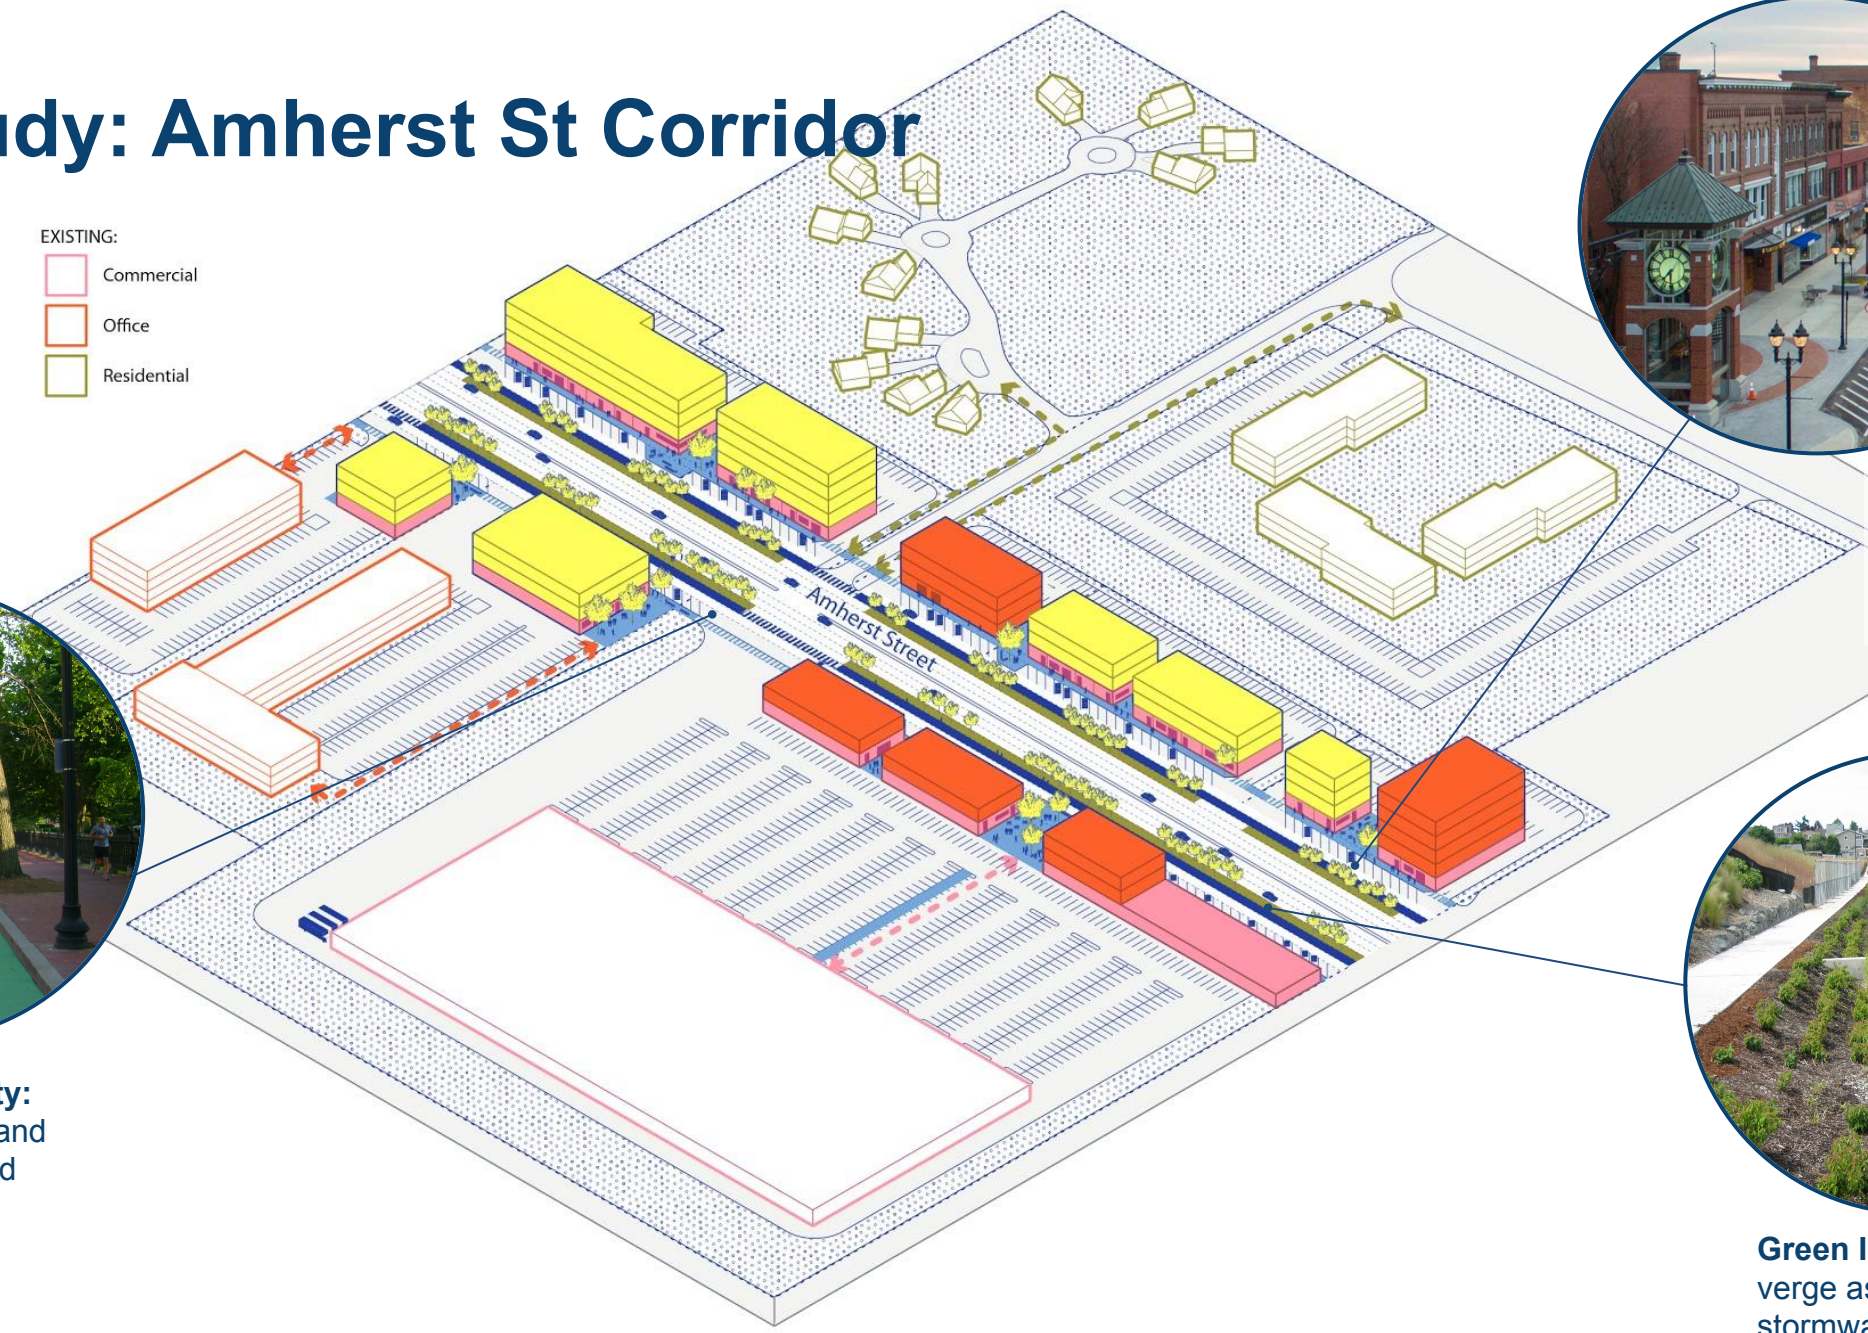 udy: Amherst St Corridor
EXISTING:
Commercial
Office
Residential
Amherst Street
ty:
and
d
Green I
verge as
stormwa